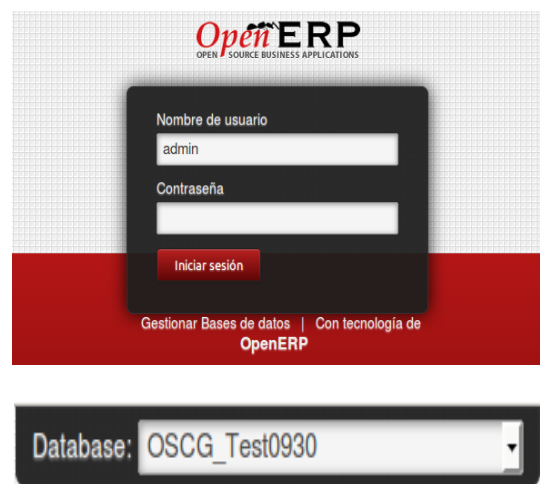 OpenERP
OPEN SOURCE BUSINESS APPLICATIONS
Nombre de usuario
admin
Contraseña
Iniciar sesión
Gestionar Bases de datos | Con tecnología de
OpenERP
Database: OSCG_Test0930